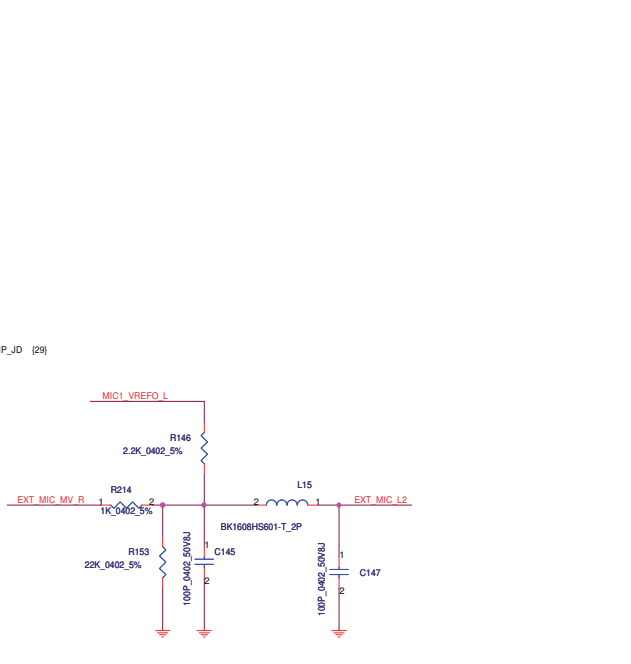 IP_JD {29}
MIC1_VREFO_L
R146
2.2K_0402_5%
L15
R214
EXT_MIC_MV_R 1 2 2 1 EXT_MIC_L2
1K_0402_5%
BK1608HS601-T_2P
R153
22K_0402_5%
100P_0402_50V8J
1
C145
2
100P_0402_50V8J
1
C147
2